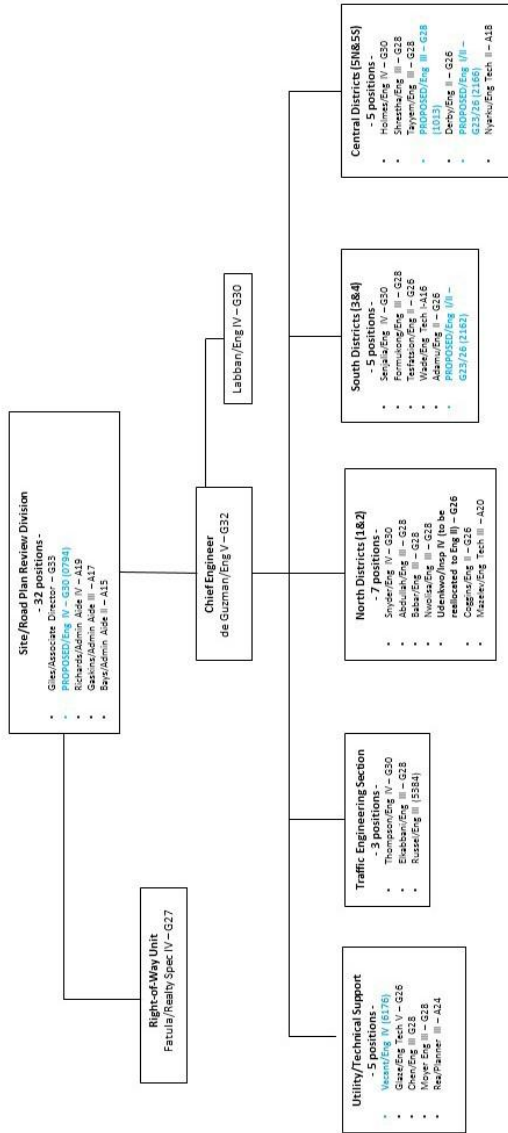 Site/Road Plan Review Division
- 32 positions -
• Giles/Associate Director – G33
• PROPOSED/Eng IV – G30 (0794)
• Richards/Admin Aide IV – A19
• Gaskins/Admin Aide III – A17
• Bays/Admin Aide II – A15
Right-of-Way Unit
Fatula/Realty Spec IV – G27
Chief Engineer
de Guzman/Eng V – G32
Labban/Eng IV – G30
Utility/Technical Support
- 5 positions -
• Vacant/Eng IV (6176)
• Glaze/Eng Tech V – G26
• Chen/Eng III G28
• Moyer Eng III – G28
• Rea/Planner III – A24
Traffic Engineering Section
- 3 positions -
• Thompson/Eng IV – G30
• Elkabbani/Eng III – G28
• Russel/Eng III (5384)
North Districts (1&2)
- 7 positions -
• Snyder/Eng IV – G30
• Abdullah/Eng III – G28
• Babar/Eng III – G28
• Nwolisa/Eng III – G28
• Udenkwo/Insp IV (to be
reallocated to Eng II) – G26
• Coggins/Eng II – G26
• Mazelev/Eng Tech III – A20
South Districts (3&4)
- 5 positions -
• Senjalia/Eng IV – G30
• Formukong/Eng III – G28
• Tesfatsion/Eng II – G26
• Wade/Eng Tech I-A16
• Adamu/Eng II – G26
• PROPOSED/Eng I/II –
G23/26 (2162)
Central Districts (5N&5S)
- 5 positions -
• Holmes/Eng IV – G30
• Shrestha/Eng III – G28
• Tayyem/Eng III – G28
• PROPOSED/Eng III – G28
(1013)
• Derby/Eng II – G26
• PROPOSED/Eng I/II –
G23/26 (2166)
• Nyarku/Eng Tech II – A18